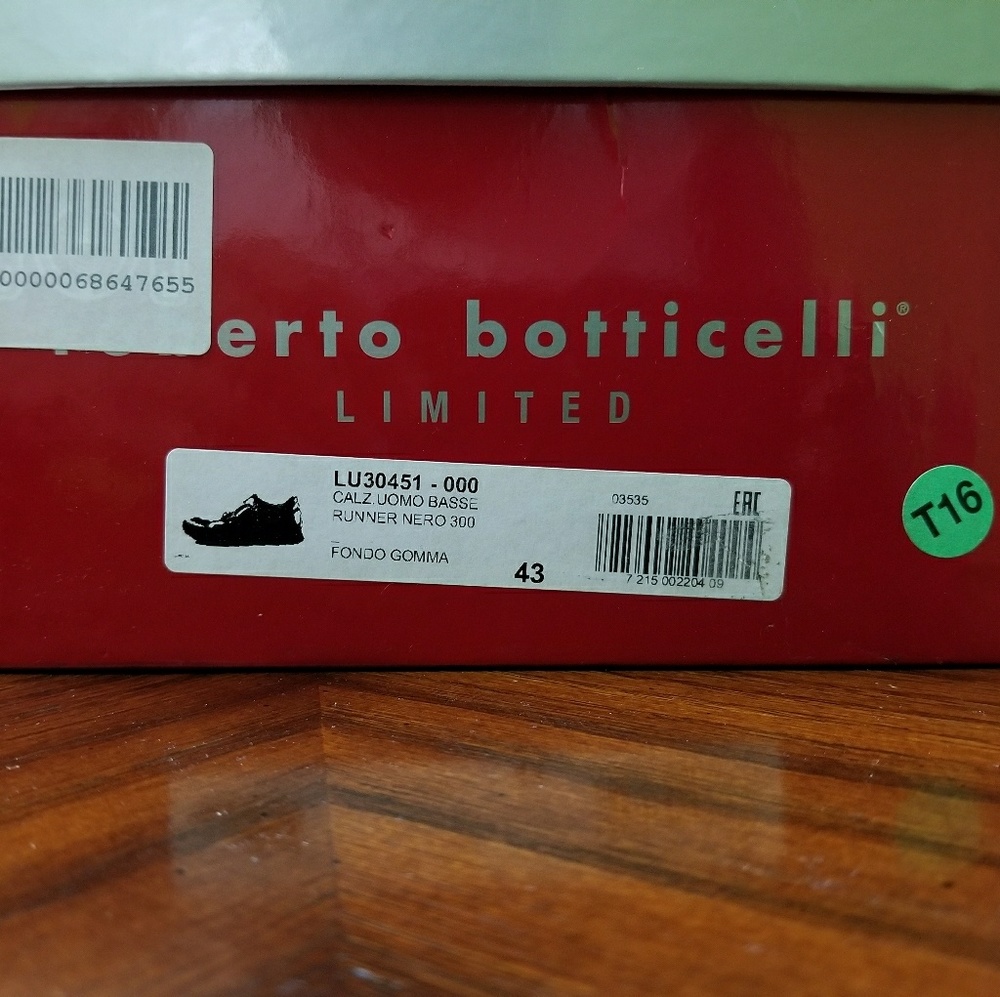 0000068647655
roberto botticelli®
LIMITED
LU30451 - 000
CALZ.UOMO BASSE
RUNNER NERO 300
FONDO GOMMA
43
03535
EAC
7 215 002204 09
T16